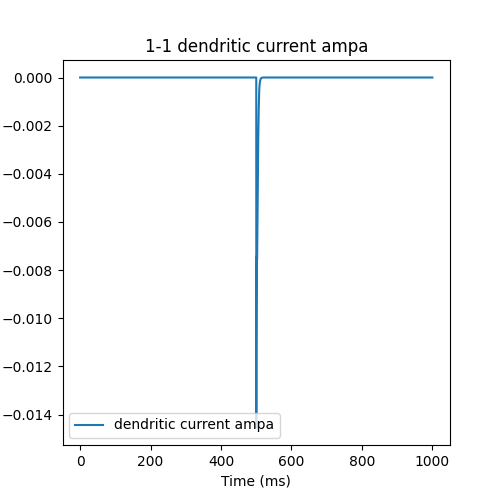 1-1 dendritic current ampa
0.000
−0.002
−0.004
−0.006
−0.008
−0.010
−0.012
−0.014
dendritic current ampa
0 200 400 600 800 1000
Time (ms)